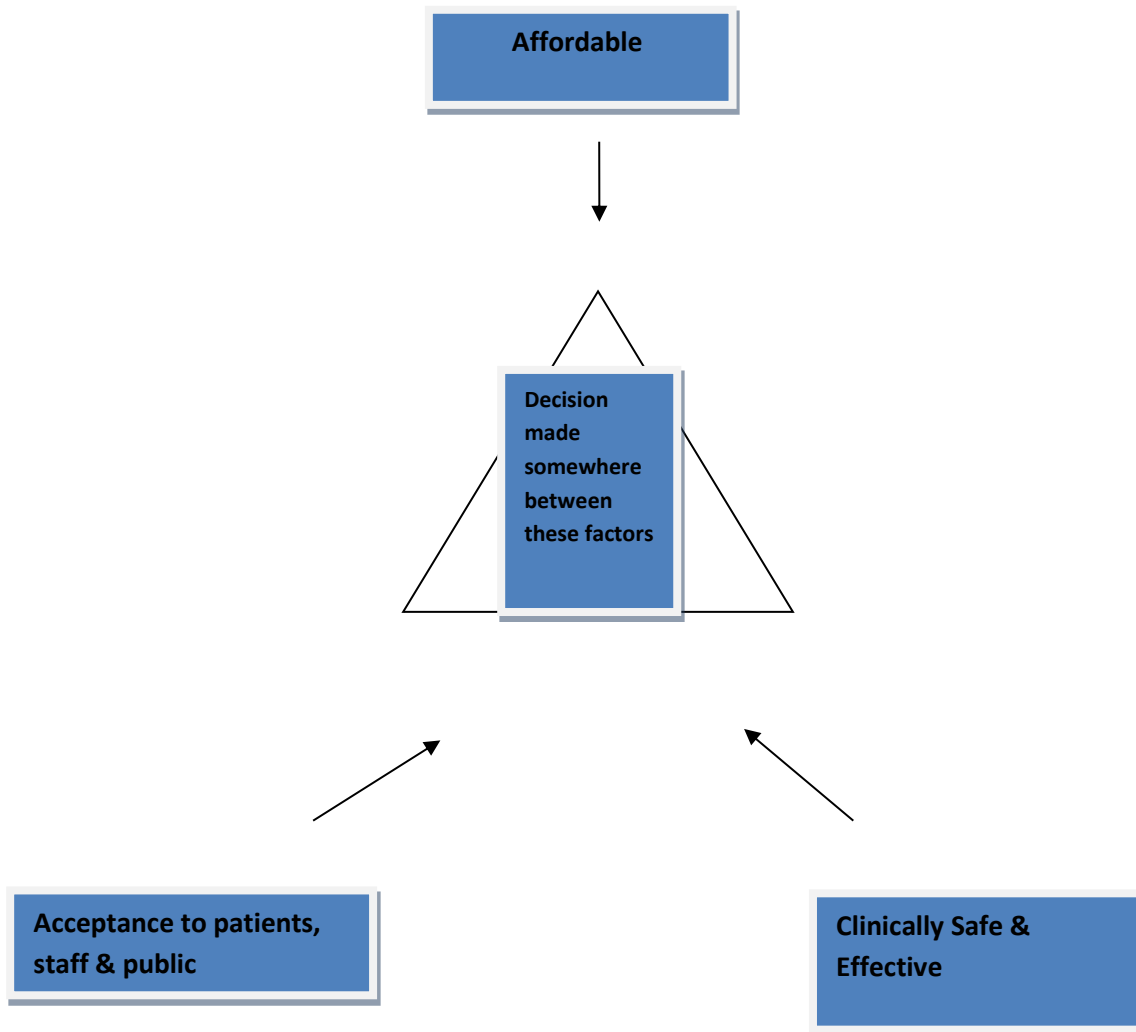 Affordable
Decision
made
somewhere
between
these factors
Acceptance to patients,
staff & public
Clinically Safe &
Effective